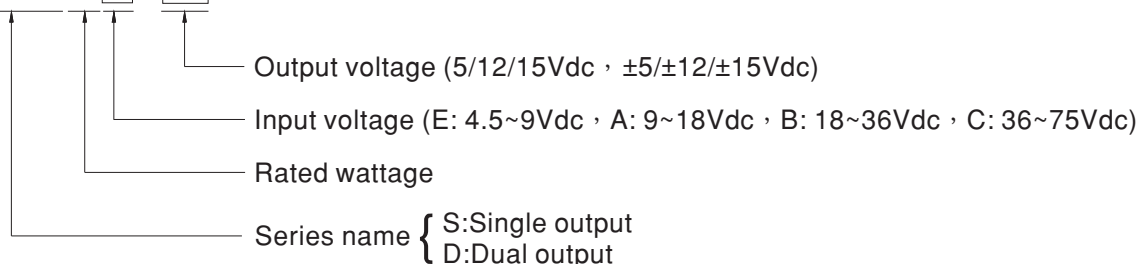 Output voltage (5/12/15Vdc，±5/±12/±15Vdc)
Input voltage (E: 4.5~9Vdc，A: 9~18Vdc，B: 18~36Vdc，C: 36~75Vdc)
Rated wattage
Series name { S:Single output
D:Dual output